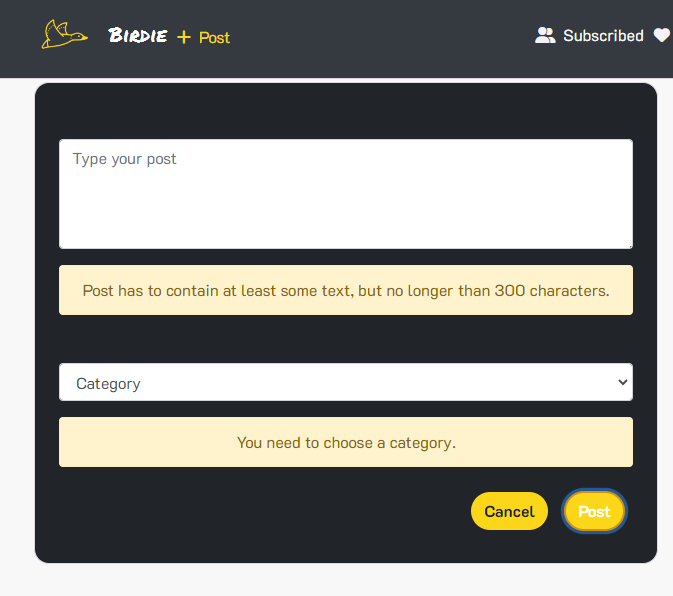 Birdie + Post Subscribed
Type your post
Post has to contain at least some text, but no longer than 300 characters.
Category
You need to choose a category.
Cancel Post